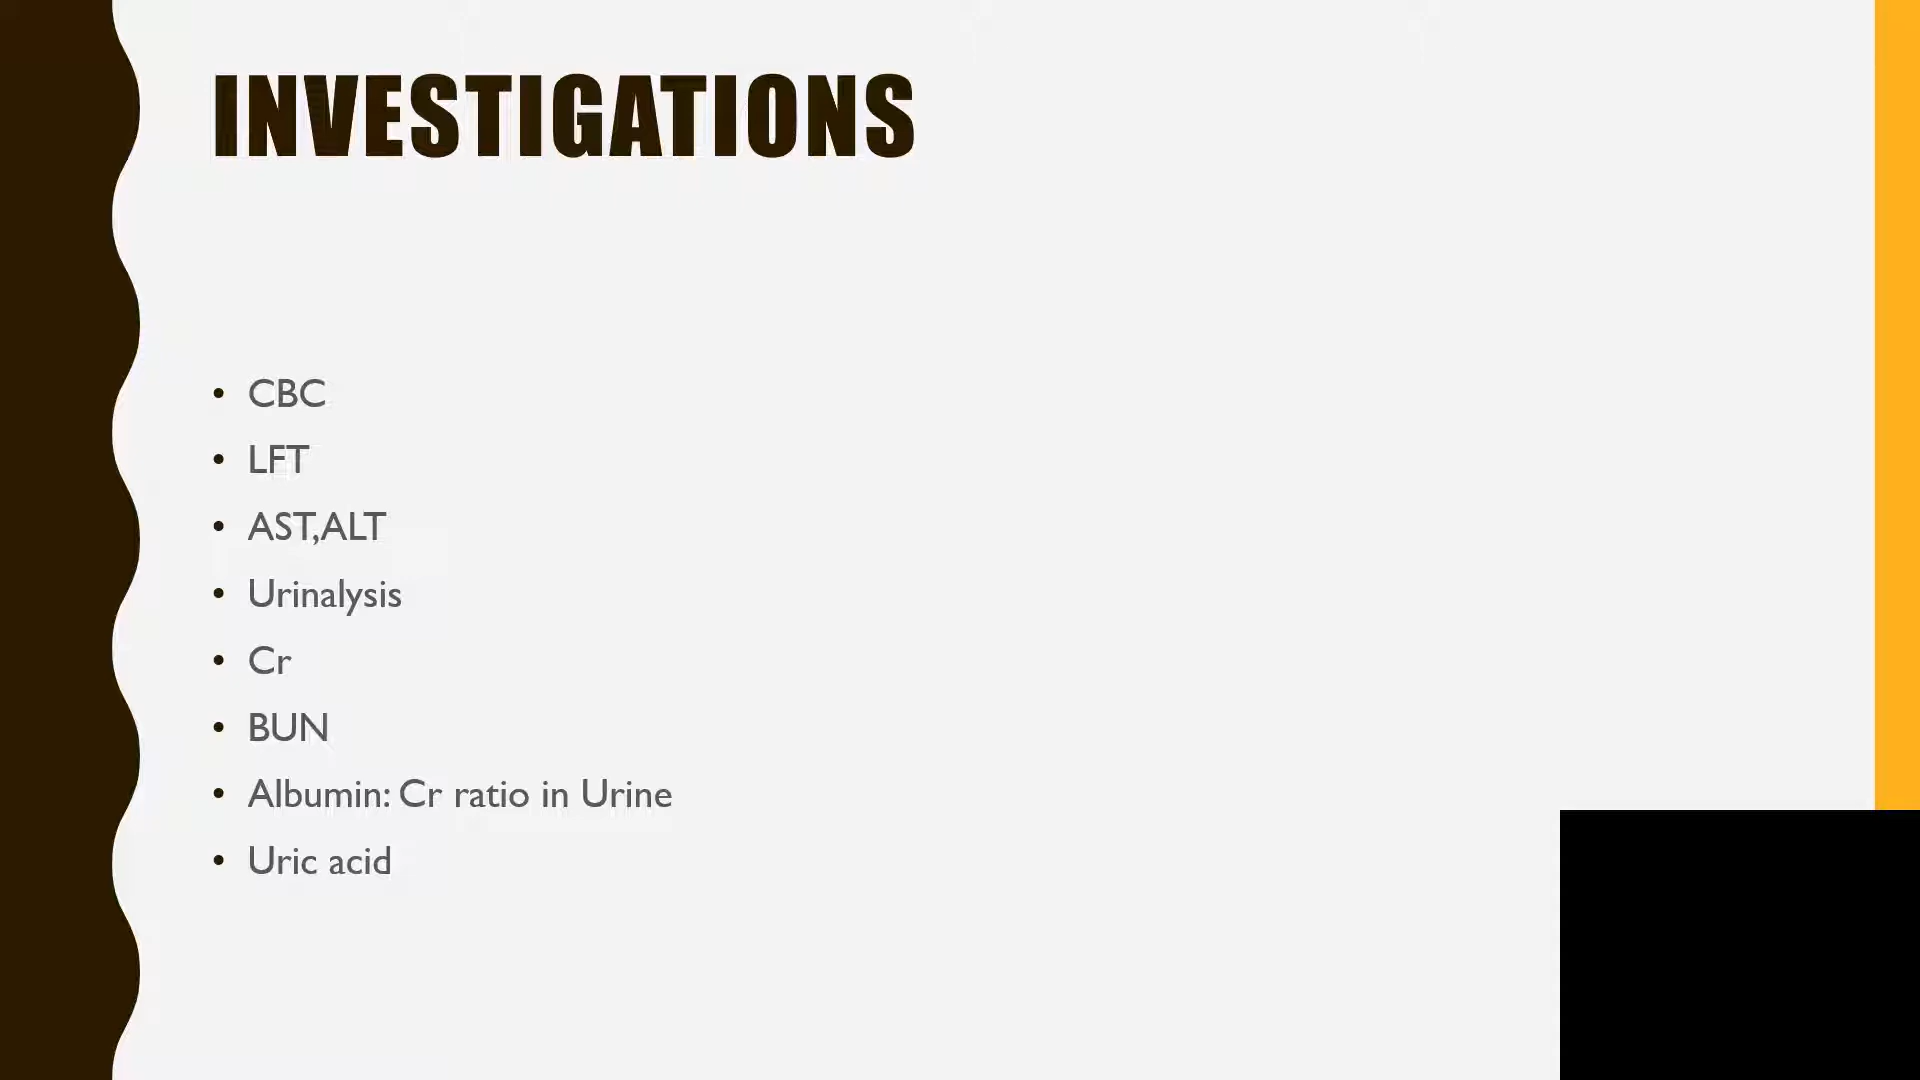 INVESTIGATIONS
• CBC
• LFT
• AST,ALT
• Urinalysis
• Cr
• BUN
• Albumin: Cr ratio in Urine
• Uric acid